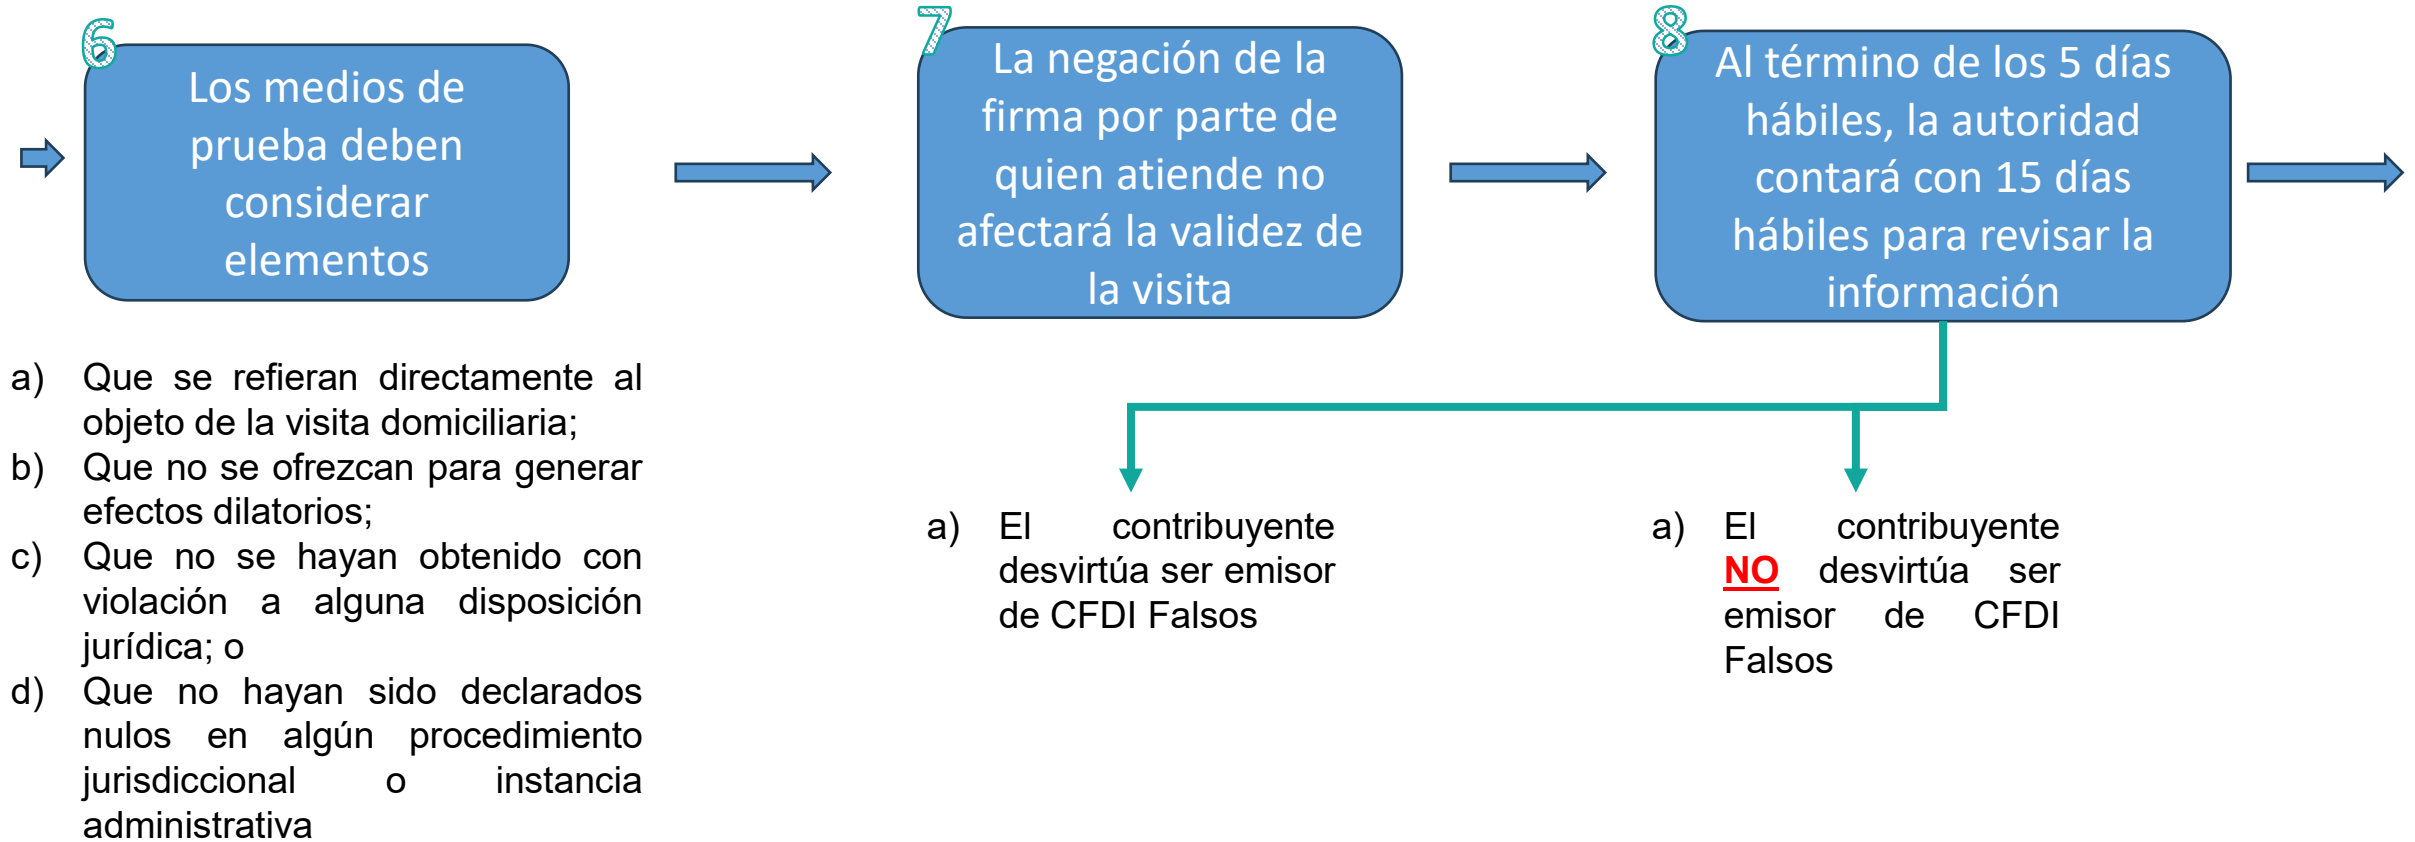 6
Los medios de
prueba deben
considerar
elementos
a) Que se refieran directamente al
objeto de la visita domiciliaria;
b) Que no se ofrezcan para generar
efectos dilatorios;
c) Que no se hayan obtenido con
violación a alguna disposición
jurídica; o
d) Que no hayan sido declarados
nulos en algún procedimiento
jurisdiccional o instancia
administrativa
7
La negación de la
firma por parte de
quien atiende no
afectará la validez de
la visita
8
Al término de los 5 días
hábiles, la autoridad
contará con 15 días
hábiles para revisar la
información
a) El contribuyente
desvirtúa ser emisor
de CFDI Falsos
a) El contribuyente
NO desvirtúa ser
emisor de CFDI
Falsos